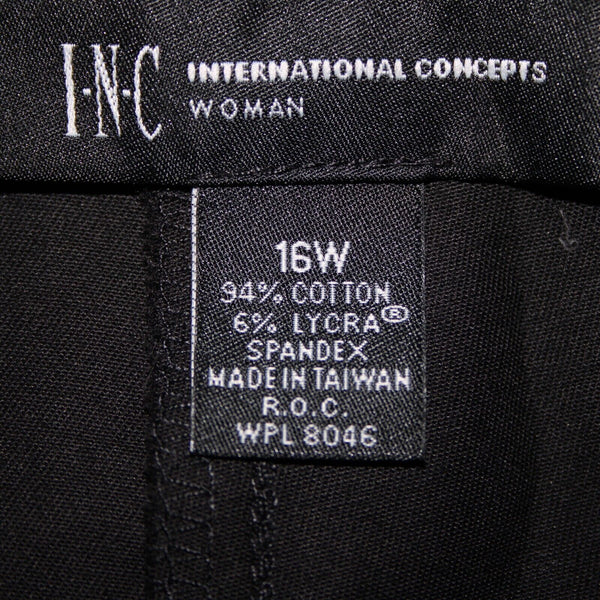 I·N·C INTERNATIONAL CONCEPTS
WOMAN
16W
94% COTTON
6% LYCRA®
SPANDEX
MADE IN TAIWAN
R.O.C.
WPL 8046